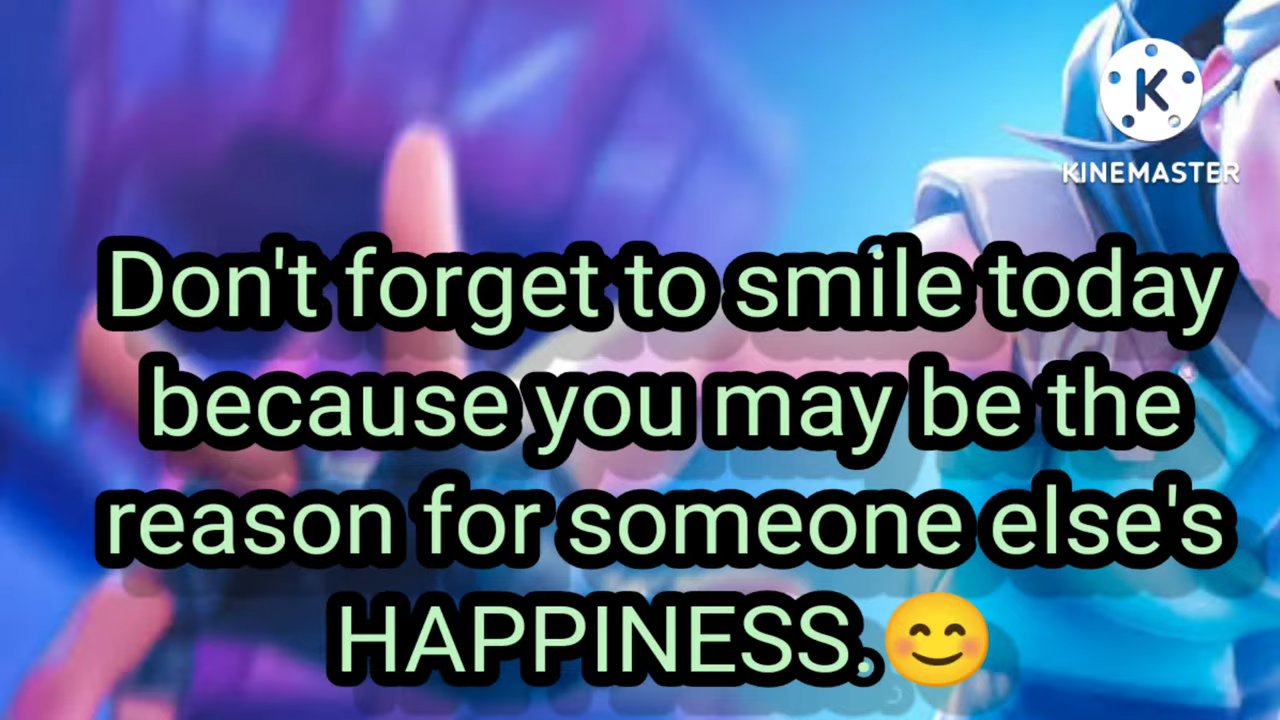 K
KINEMASTER
Don't forget to smile today
because you may be the
reason for someone else's
HAPPINESS.😊